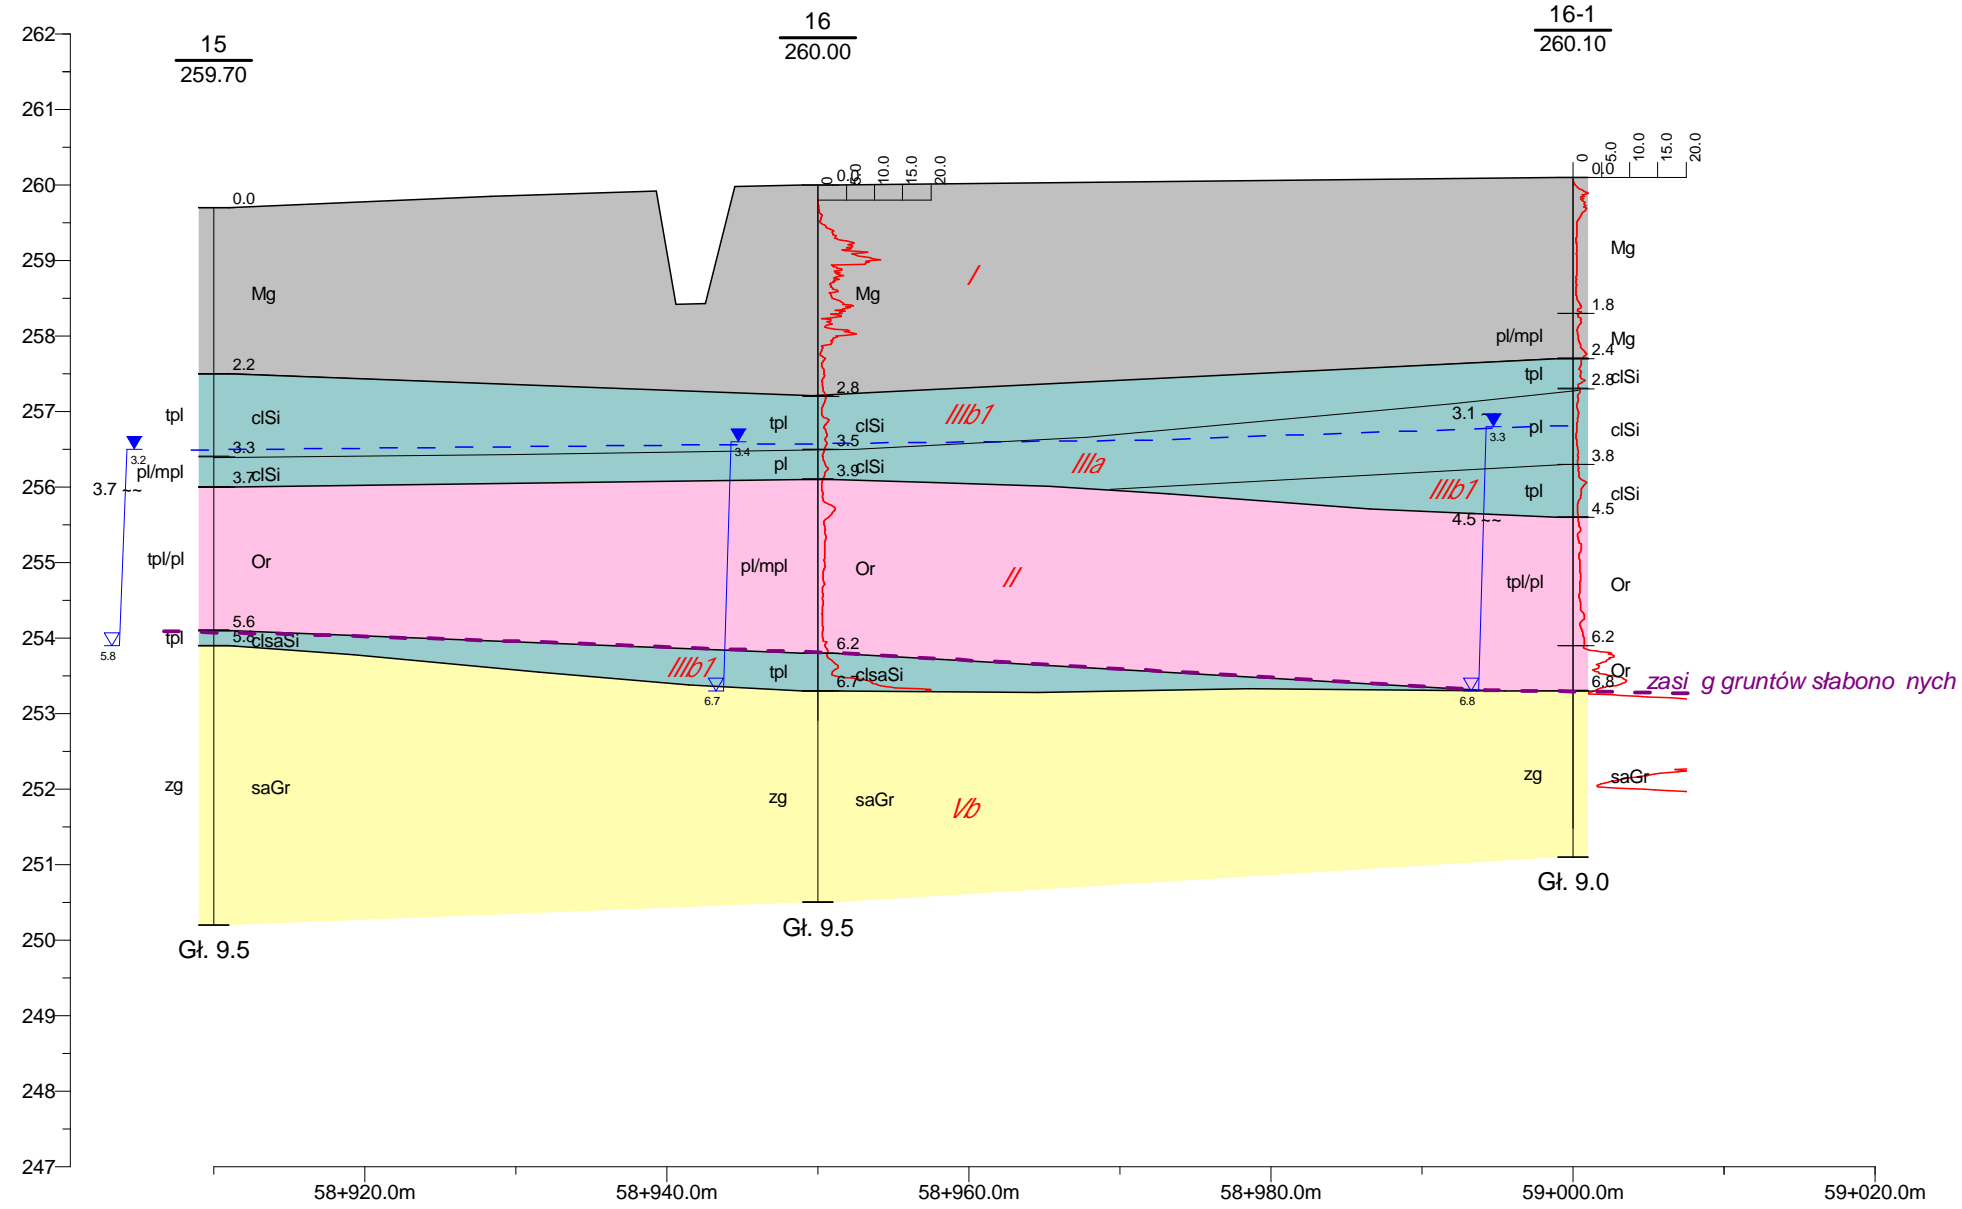 262
261
260
259
258
257
256
255
254
253
252
251
250
249
248
247
15
259.70
16
260.00
16-1
260.10
0.0
Mg
2.2
tpl
clSi
3.3
pl/mpl
clSi
3.7
3.2
3.7 ~~
tpl/pl
Or
5.6
tpl
5.8
clsaSi
5.8
zg
saGr
Gł. 9.5
0
5.0
10.0
15.0
20.0
0.0
Mg
I
2.8
tpl
clSi
IIIb1
3.5
3.4
pl
clSi
3.9
IIIa
pl/mpl
Or
II
6.2
IIIb1
tpl
clsaSi
6.7
6.7
zg
saGr
Vb
Gł. 9.5
0
5.0
10.0
15.0
20.0
0.0
Mg
1.8
pl/mpl
Mg
2.4
tpl
clSi
2.8
3.1 ~~
3.3
pl
clSi
3.8
IIIb1
tpl
clSi
4.5
4.5 ~~
tpl/pl
Or
6.2
Or
6.8
6.8
zasi g gruntów słabono nych
zg
saGr
Gł. 9.0
58+920.0m
58+940.0m
58+960.0m
58+980.0m
59+000.0m
59+020.0m